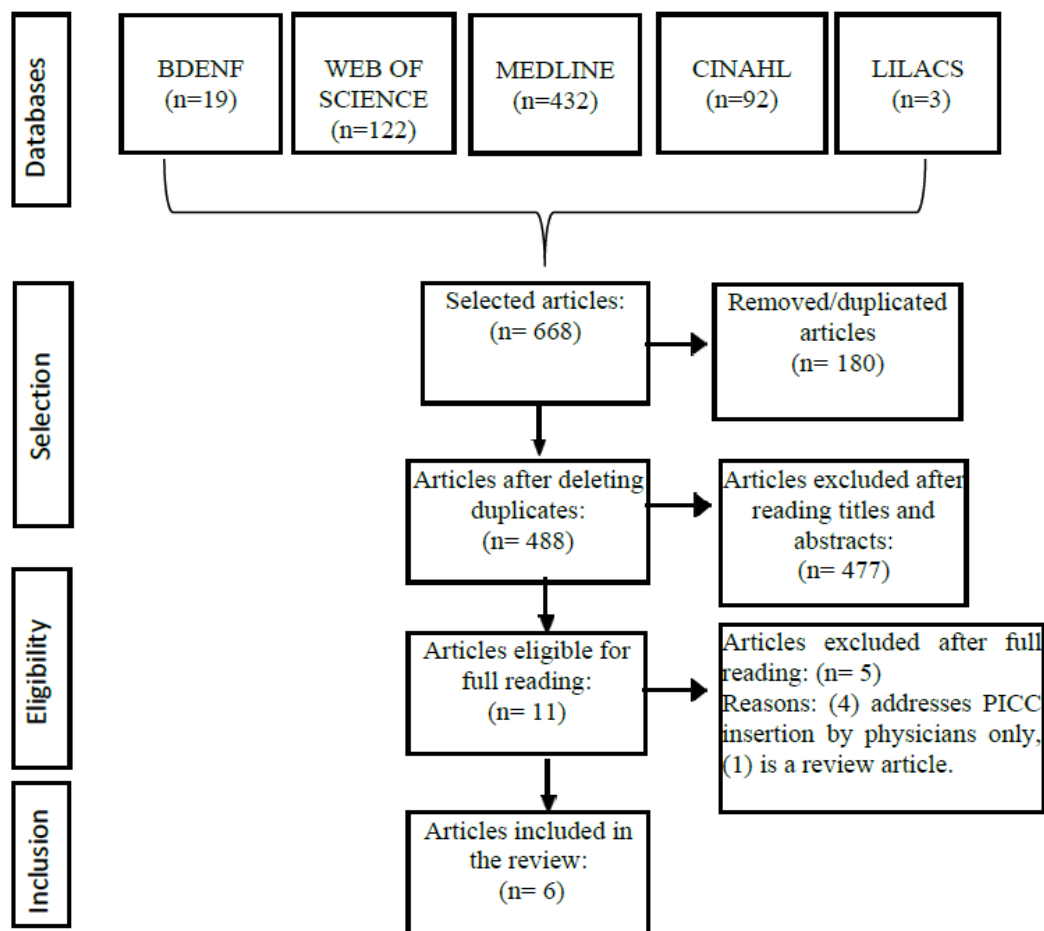 Databases
BDENF
(n=19)
WEB OF
SCIENCE
(n=122)
MEDLINE
(n=432)
CINAHL
(n=92)
LILACS
(n=3)
Selection
Selected articles:
(n= 668)
Removed/duplicated
articles
(n= 180)
Articles after deleting
duplicates:
(n= 488)
Articles excluded after
reading titles and
abstracts:
(n= 477)
Eligibility
Articles eligible for
full reading:
(n= 11)
Articles excluded after full
reading: (n= 5)
Reasons: (4) addresses PICC
insertion by physicians only,
(1) is a review article.
Inclusion
Articles included in
the review:
(n= 6)